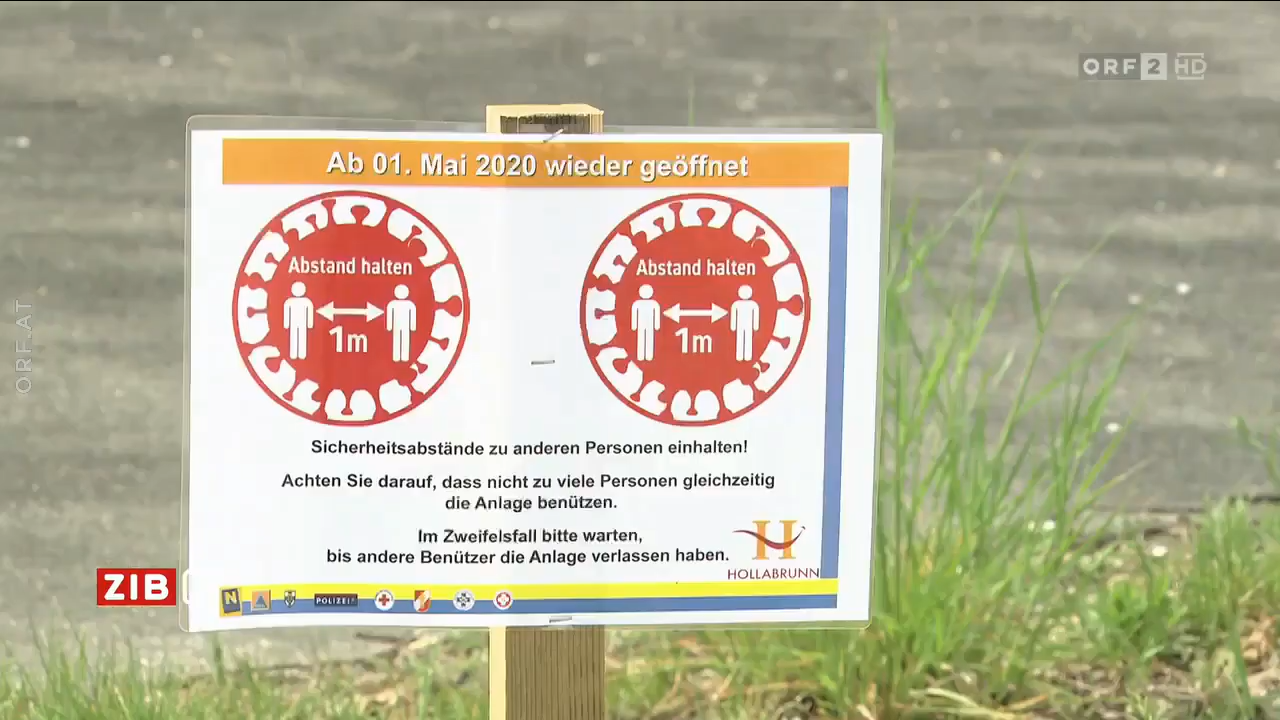 ORF 2 HD
Ab 01. Mai 2020 wieder geöffnet
Abstand halten
1m
Abstand halten
1m
ORF.AT
Sicherheitsabstände zu anderen Personen einhalten!
Achten Sie darauf, dass nicht zu viele Personen gleichzeitig
die Anlage benützen.
Im Zweifelsfall bitte warten,
bis andere Benützer die Anlage verlassen haben.
H
HOLLABRUNN
ZIB
N
POLIZEI